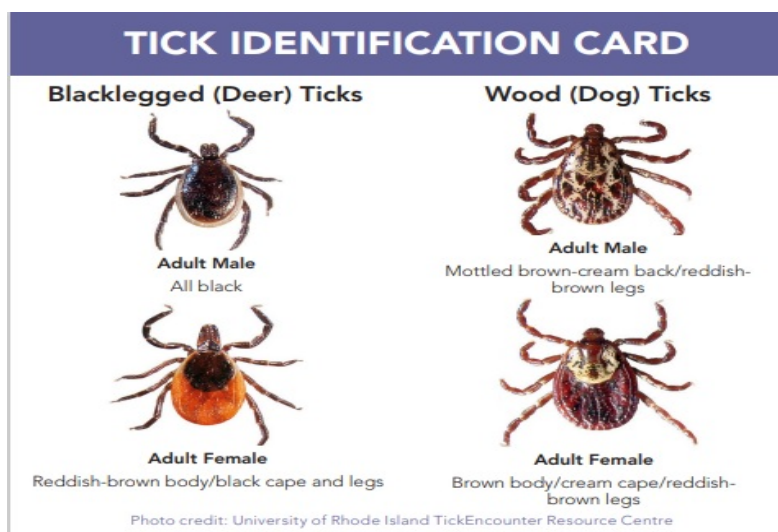 TICK IDENTIFICATION CARD
Blacklegged (Deer) Ticks
Adult Male
All black
Adult Female
Reddish-brown body/black cape and legs
Wood (Dog) Ticks
Adult Male
Mottled brown-cream back/reddish-
brown legs
Adult Female
Brown body/cream cape/reddish-
brown legs
Photo credit: University of Rhode Island TickEncounter Resource Centre